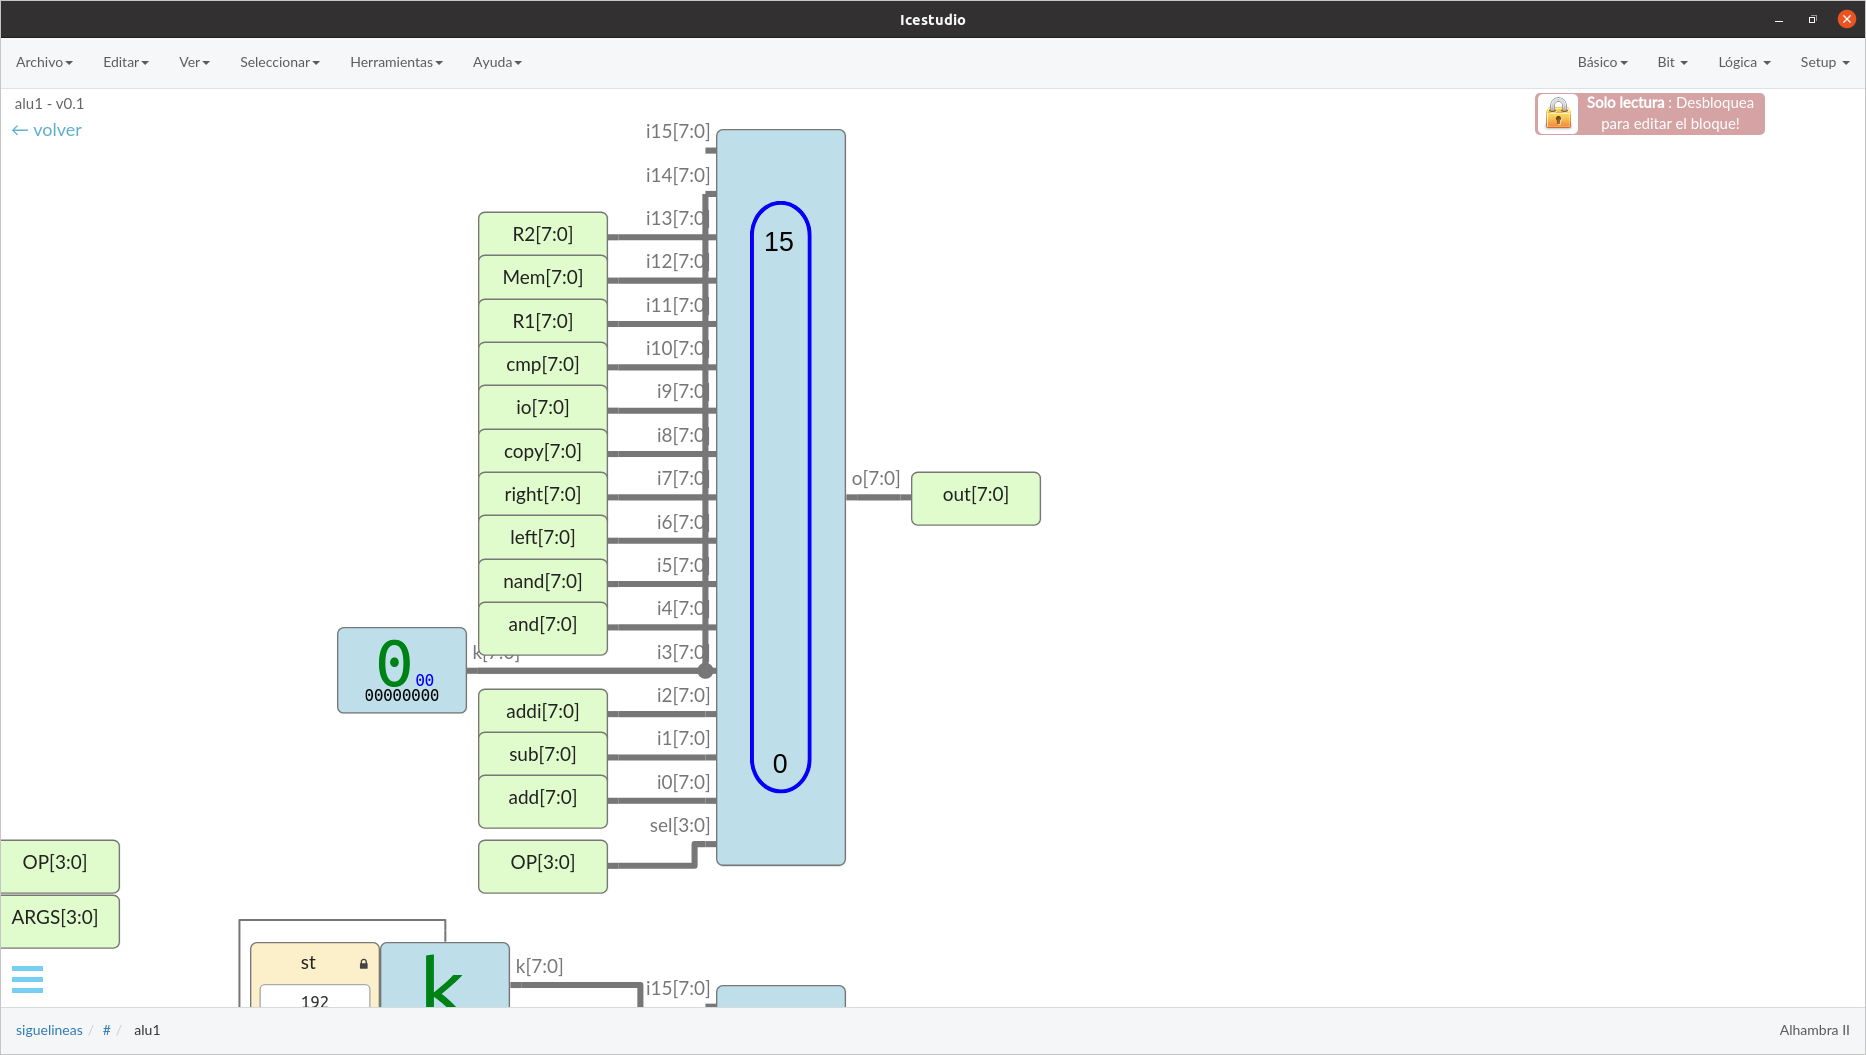 Icestudio
Archivo Editar Ver Seleccionar Herramientas Ayuda Básico Bit Lógica Setup
alu1 - v0.1
← volver
Solo lectura : Desbloquea
para editar el bloque!
i15[7:0]
i14[7:0]
R2[7:0] i13[7:0]
15
Mem[7:0] i12[7:0]
R1[7:0] i11[7:0]
cmp[7:0] i10[7:0]
io[7:0] i9[7:0]
copy[7:0] i8[7:0]
right[7:0] i7[7:0] o[7:0] out[7:0]
left[7:0] i6[7:0]
nand[7:0] i5[7:0]
and[7:0] i4[7:0]
0 00 k[7:0] i3[7:0]
00000000
addi[7:0] i2[7:0]
sub[7:0] i1[7:0]
0
add[7:0] i0[7:0]
sel[3:0]
OP[3:0] OP[3:0]
ARGS[3:0]
st k k[7:0]
i15[7:0]
192
siguelineas / # / alu1 Alhambra II